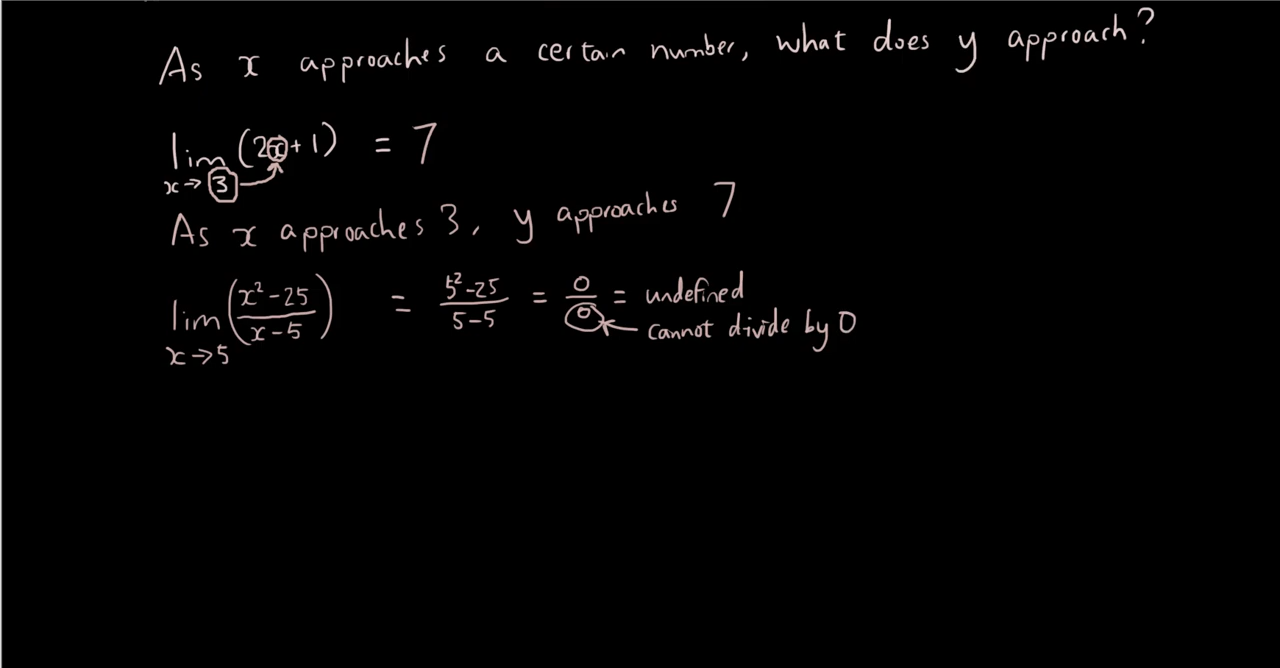 As x approaches a certain number, what does y approach?
lim (2x+1) = 7
x→3
As x approaches 3, y approaches 7
lim (x²-25 / x-5) = 5²-25 / 5-5 = 0/0 = undefined
x→5
cannot divide by 0